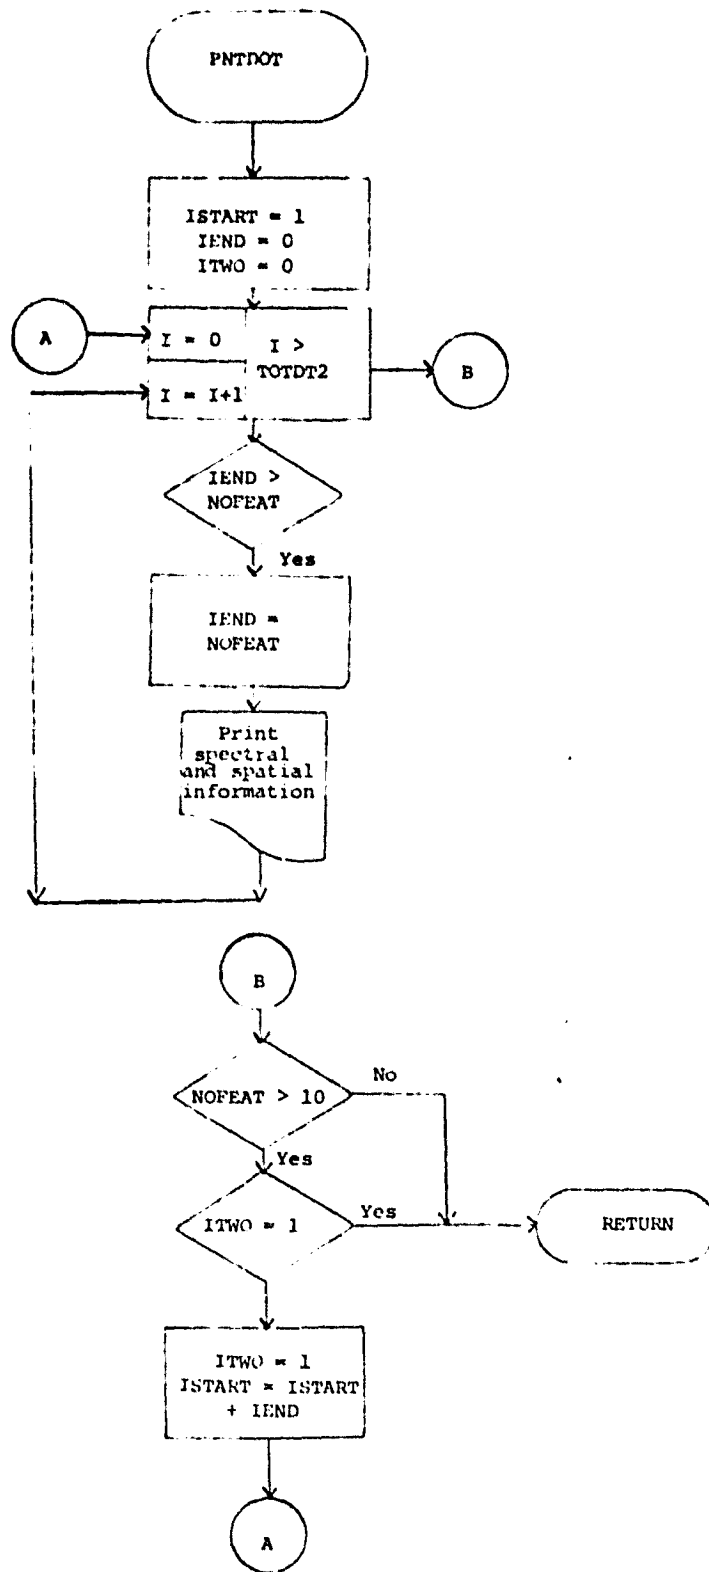 PNTDOT
ISTART = 1
IEND = 0
ITWO = 0
A
I = 0
I >
TOTDT2
B
I = I+1
IEND >
NOFEAT
Yes
IEND =
NOFEAT
Print
spectral
and spatial
information
B
NOFEAT > 10
No
Yes
ITWO = 1
Yes
RETURN
ITWO = 1
ISTART = ISTART
+ IEND
A